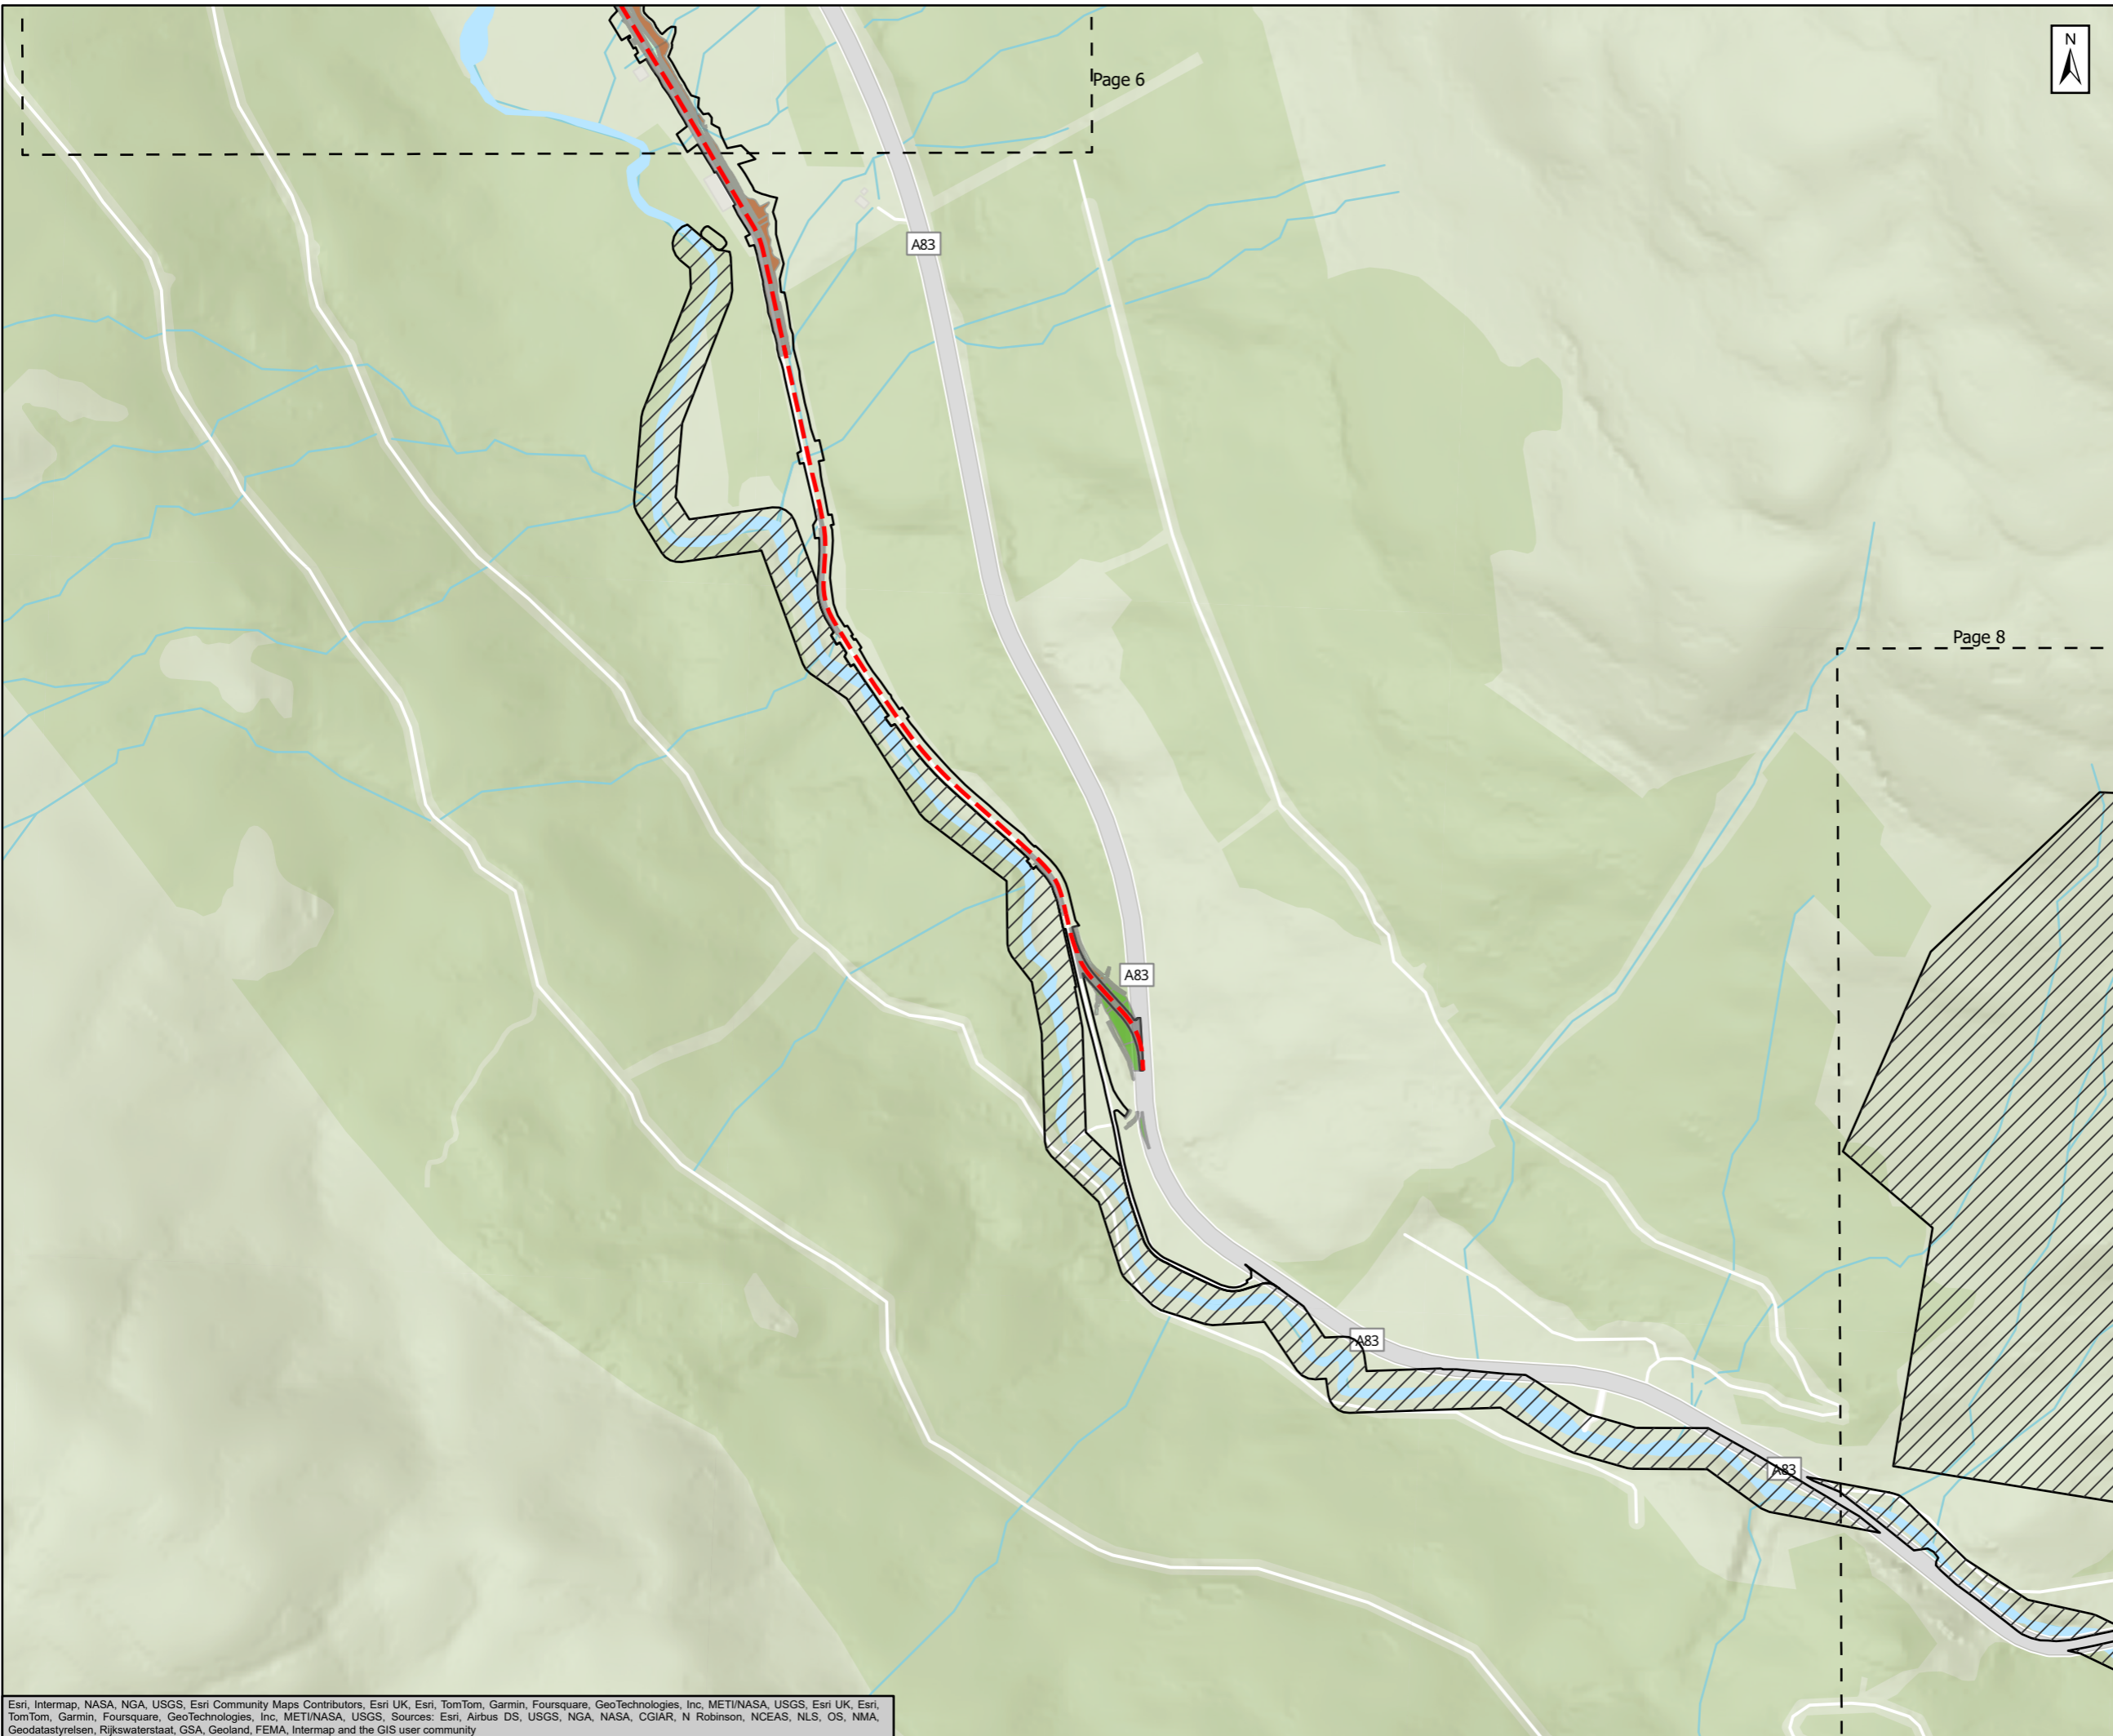 N
Page 6
A83
Page 8
A83
A83
A83
Esri, Intermap, NASA, NGA, USGS, Esri Community Maps Contributors, Esri UK, Esri, TomTom, Garmin, Foursquare, GeoTechnologies, Inc, METI/NASA, USGS, Esri UK, Esri,
TomTom, Garmin, Foursquare, GeoTechnologies, Inc, METI/NASA, USGS, Sources: Esri, Airbus DS, USGS, NGA, NASA, CGIAR, N Robinson, NCEAS, NLS, OS, NMA,
Geodatastyrelsen, Rijkswaterstaat, GSA, Geoland, FEMA, Intermap and the GIS user community